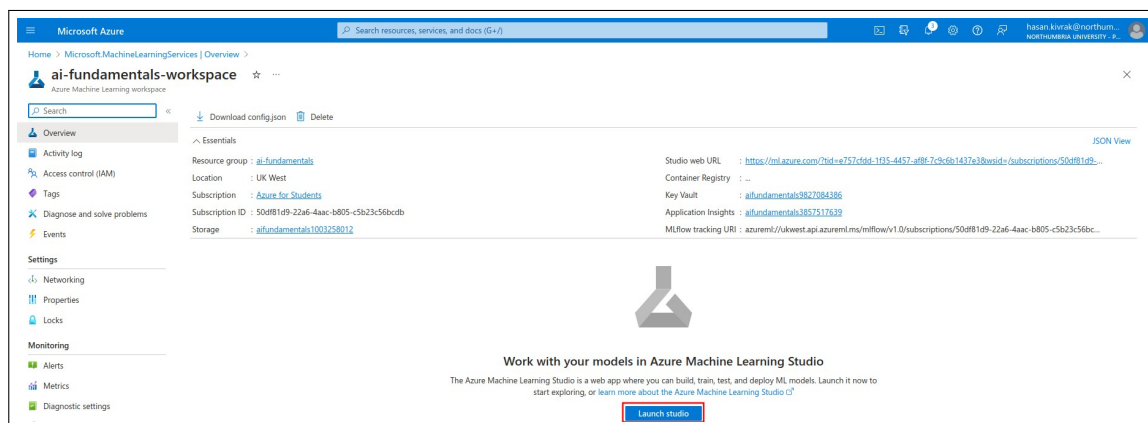 Microsoft Azure
Search resources, services, and docs (G+/)
3
hasan.kivrak@northum...
NORTHUMBRIA UNIVERSITY - P...
Home > Microsoft.MachineLearningServices | Overview >
ai-fundamentals-workspace
Azure Machine Learning workspace
Search
Overview
Activity log
Access control (IAM)
Tags
Diagnose and solve problems
Events
Settings
Networking
Properties
Locks
Monitoring
Alerts
Metrics
Diagnostic settings
Download config.json Delete
Essentials JSON View
Resource group : ai-fundamentals
Location : UK West
Subscription : Azure for Students
Subscription ID : 50df81d9-22a6-4aac-b805-c5b23c56bcdb
Storage : aifundamentals1003258012
Studio web URL : https://ml.azure.com/?tid=e757cfdd-1f35-4457-af8f-7c9c6b1437e3&wsid=/subscriptions/50df81d9-...
Container Registry : ...
Key Vault : aifundamentals9827084386
Application Insights : aifundamentals3857517639
MLflow tracking URI : azureml://ukwest.api.azureml.ms/mlflow/v1.0/subscriptions/50df81d9-22a6-4aac-b805-c5b23c56bc...
Work with your models in Azure Machine Learning Studio
The Azure Machine Learning Studio is a web app where you can build, train, test, and deploy ML models. Launch it now to
start exploring, or learn more about the Azure Machine Learning Studio
Launch studio